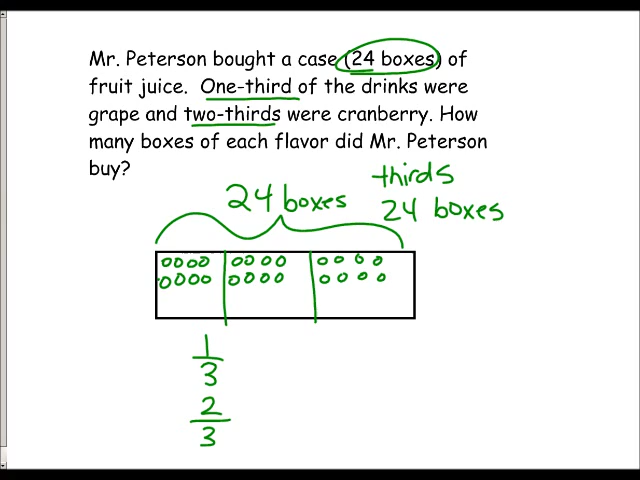 Mr. Peterson bought a case (24 boxes) of
fruit juice. One-third of the drinks were
grape and two-thirds were cranberry. How
many boxes of each flavor did Mr. Peterson
buy?
thirds
24 boxes
24 boxes
1
3
2
3